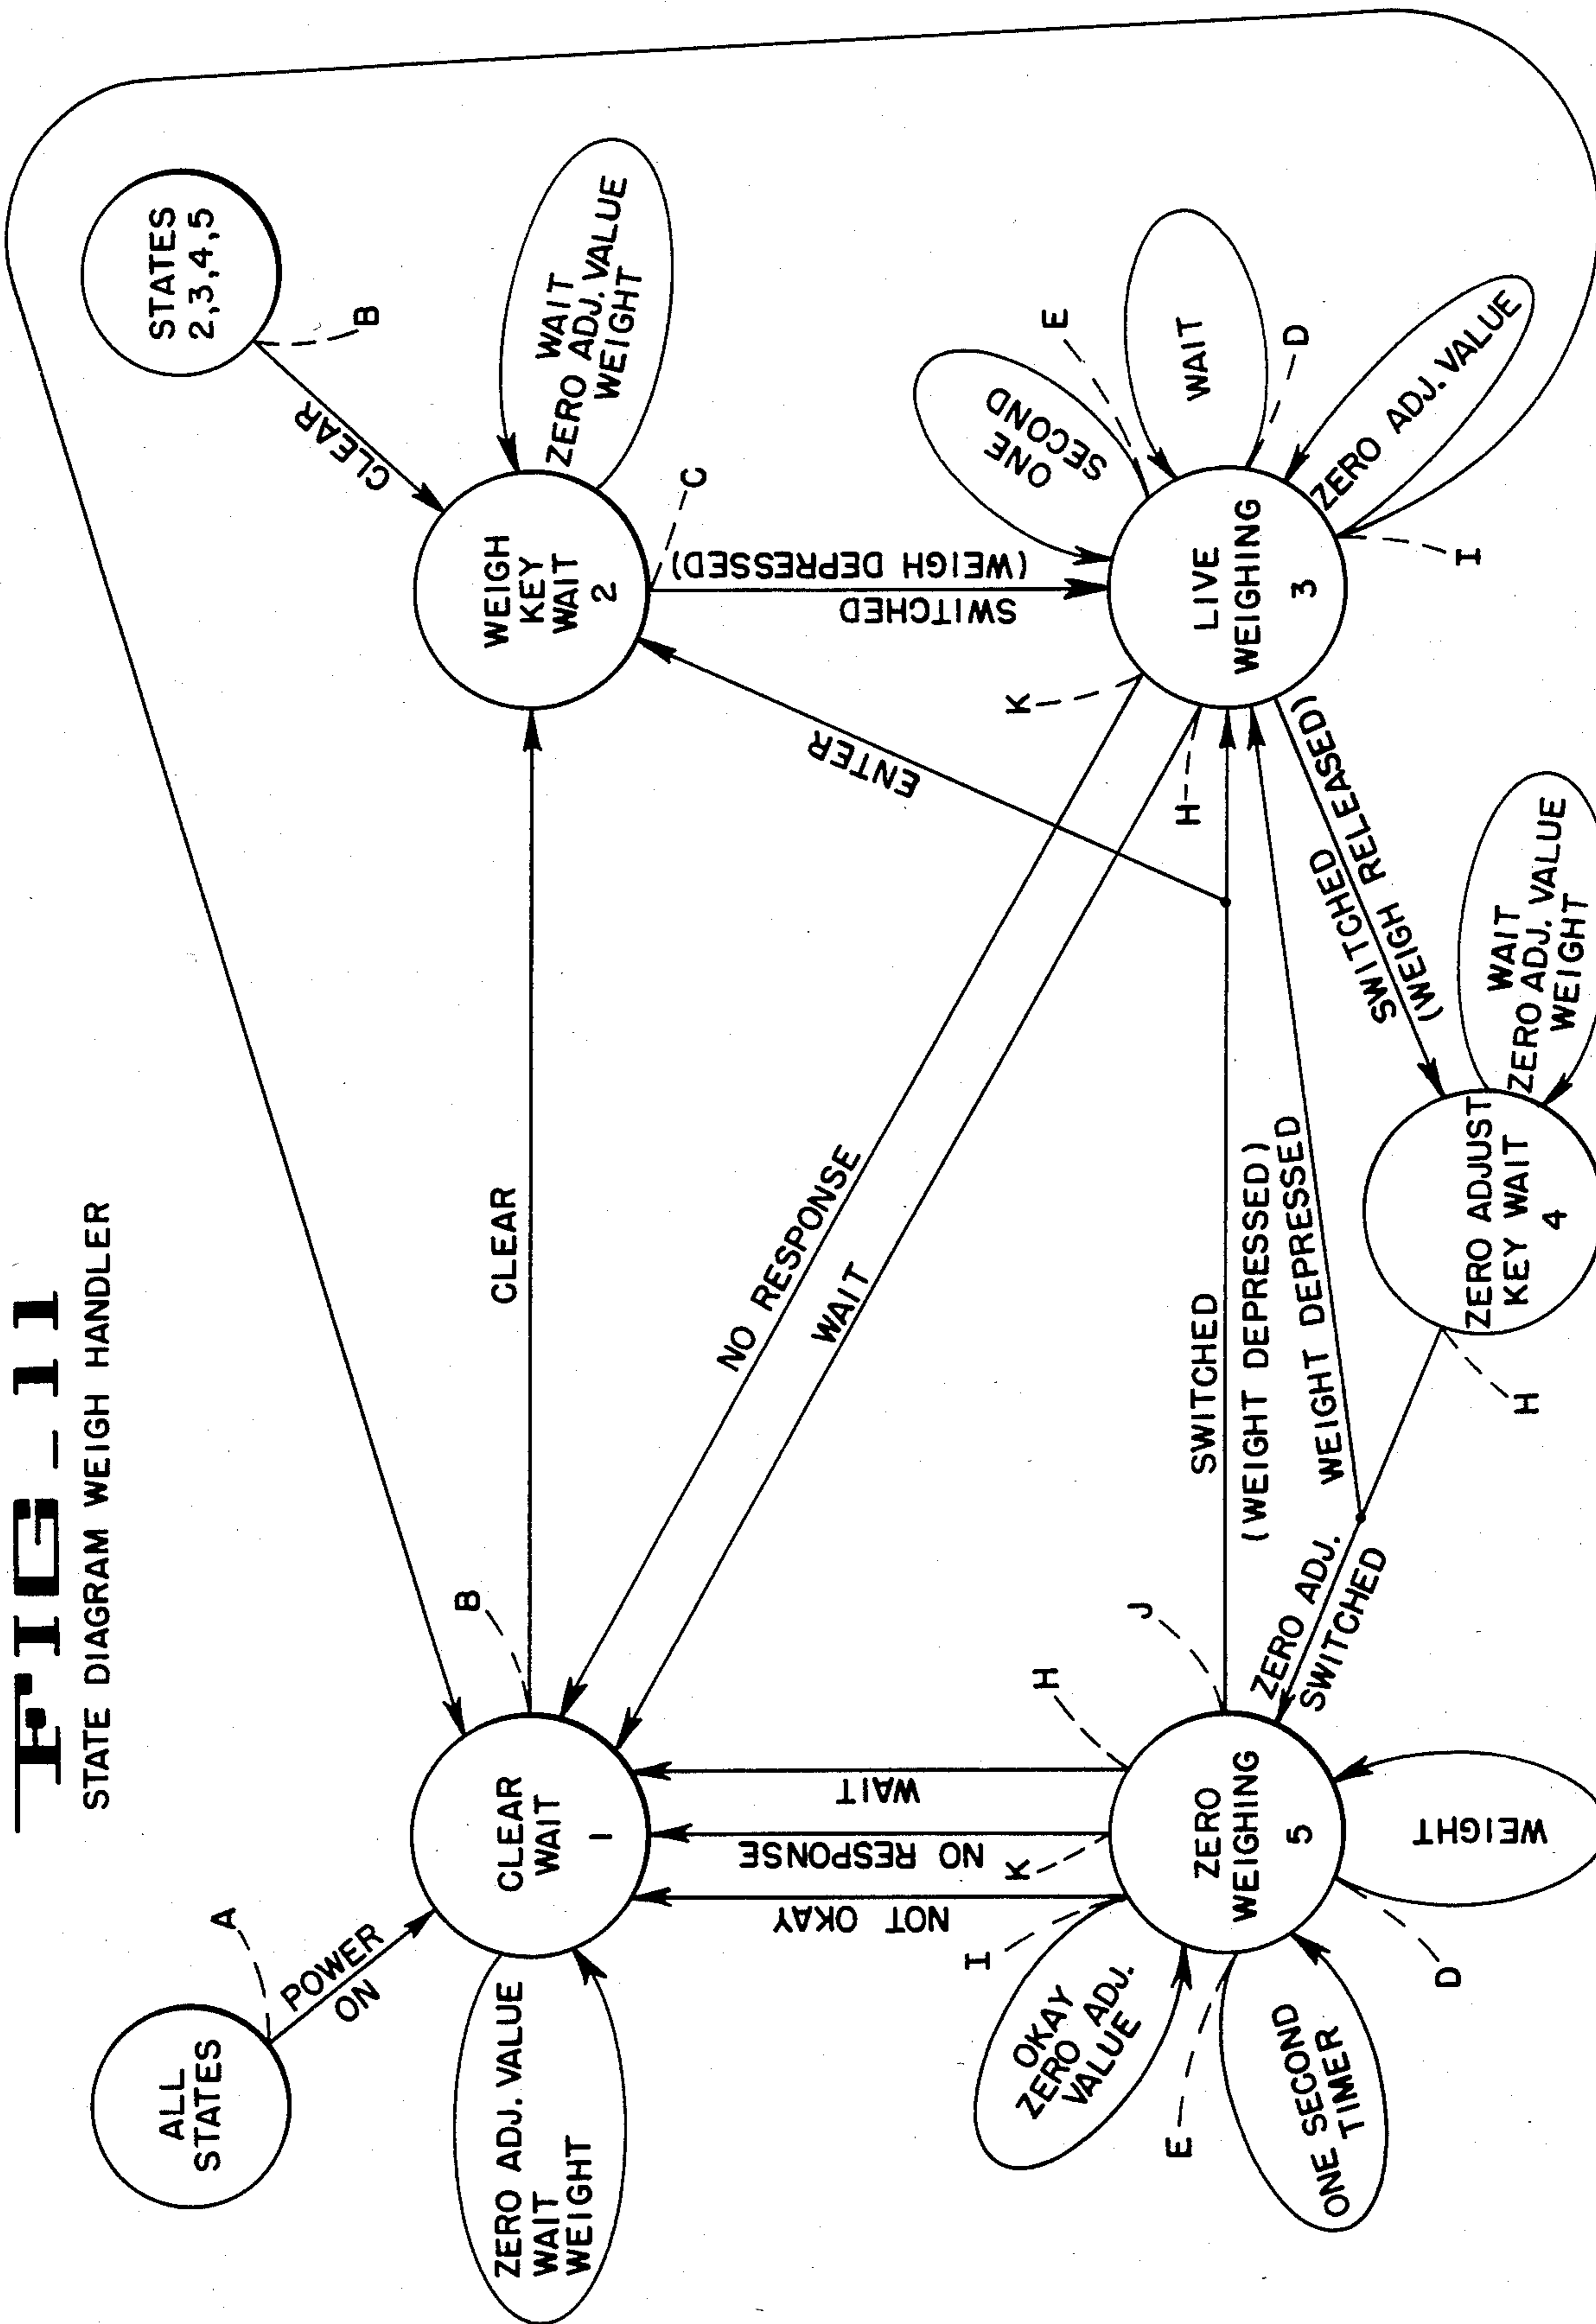 FIG_11
STATE DIAGRAM WEIGH HANDLER
ALL
STATES
A
POWER
ON
STATES
2,3,4,5
B
CLEAR
ZERO ADJ. VALUE
WAIT
WEIGHT
CLEAR
WAIT
1
B
CLEAR
WEIGH
KEY
WAIT
2
WAIT
ZERO ADJ. VALUE
WEIGHT
C
SWITCHED
(WEIGH DEPRESSED)
ENTER
NO RESPONSE
WAIT
NOT OKAY
NO RESPONSE
WAIT
I
K
H
J
OKAY
ZERO ADJ.
VALUE
E
ONE SECOND
TIMER
D
WEIGHT
ZERO
WEIGHING
5
SWITCHED
(WEIGHT DEPRESSED)
WEIGHT DEPRESSED
ZERO ADJ.
SWITCHED
H
K
LIVE
WEIGHING
3
ONE
SECOND
E
WAIT
D
ZERO ADJ. VALUE
I
SWITCHED
(WEIGH RELEASED)
ZERO ADJUST
KEY WAIT
4
H
WAIT
ZERO ADJ. VALUE
WEIGHT